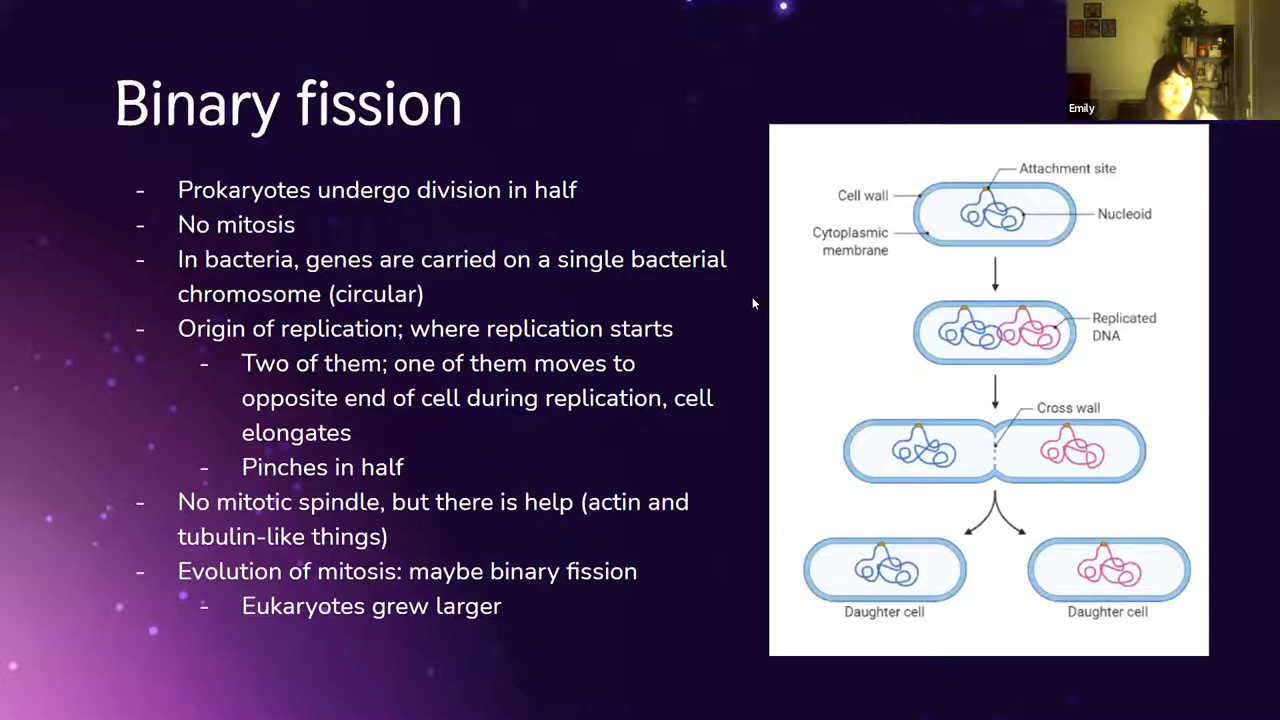 Emily
Binary fission
- Prokaryotes undergo division in half
- No mitosis
- In bacteria, genes are carried on a single bacterial
chromosome (circular)
- Origin of replication; where replication starts
- Two of them; one of them moves to
opposite end of cell during replication, cell
elongates
- Pinches in half
- No mitotic spindle, but there is help (actin and
tubulin-like things)
- Evolution of mitosis: maybe binary fission
- Eukaryotes grew larger
Attachment site
Cell wall
Nucleoid
Cytoplasmic
membrane
Replicated
DNA
Cross wall
Daughter cell
Daughter cell